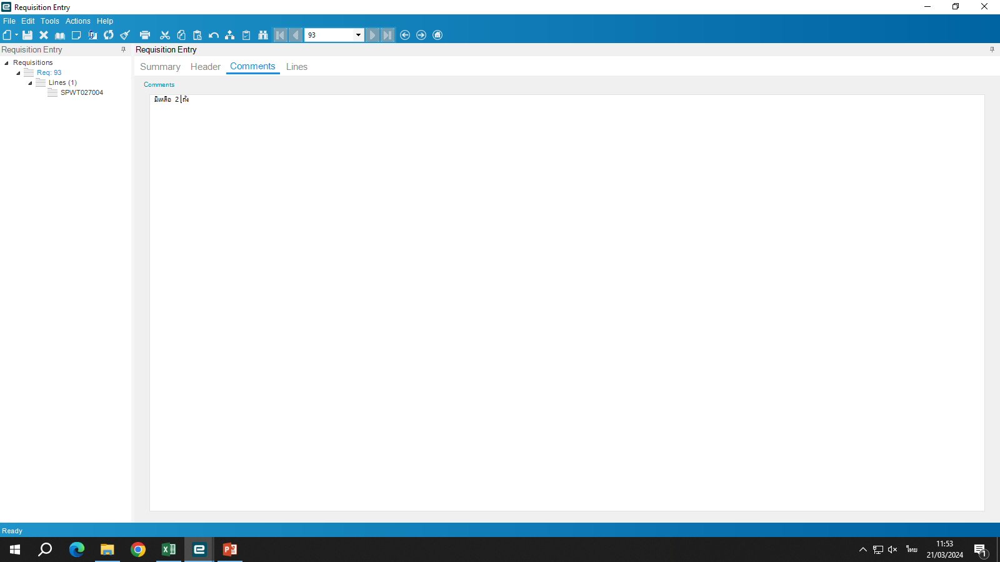 Requisition Entry
File Edit Tools Actions Help
93
Requisition Entry
Requisition Entry
Requisitions
Req: 93
Lines (1)
SPWT027004
Summary Header Comments Lines
Comments
มีเหลือ 2 ถัง
Ready
ไทย
11:53
21/03/2024
1